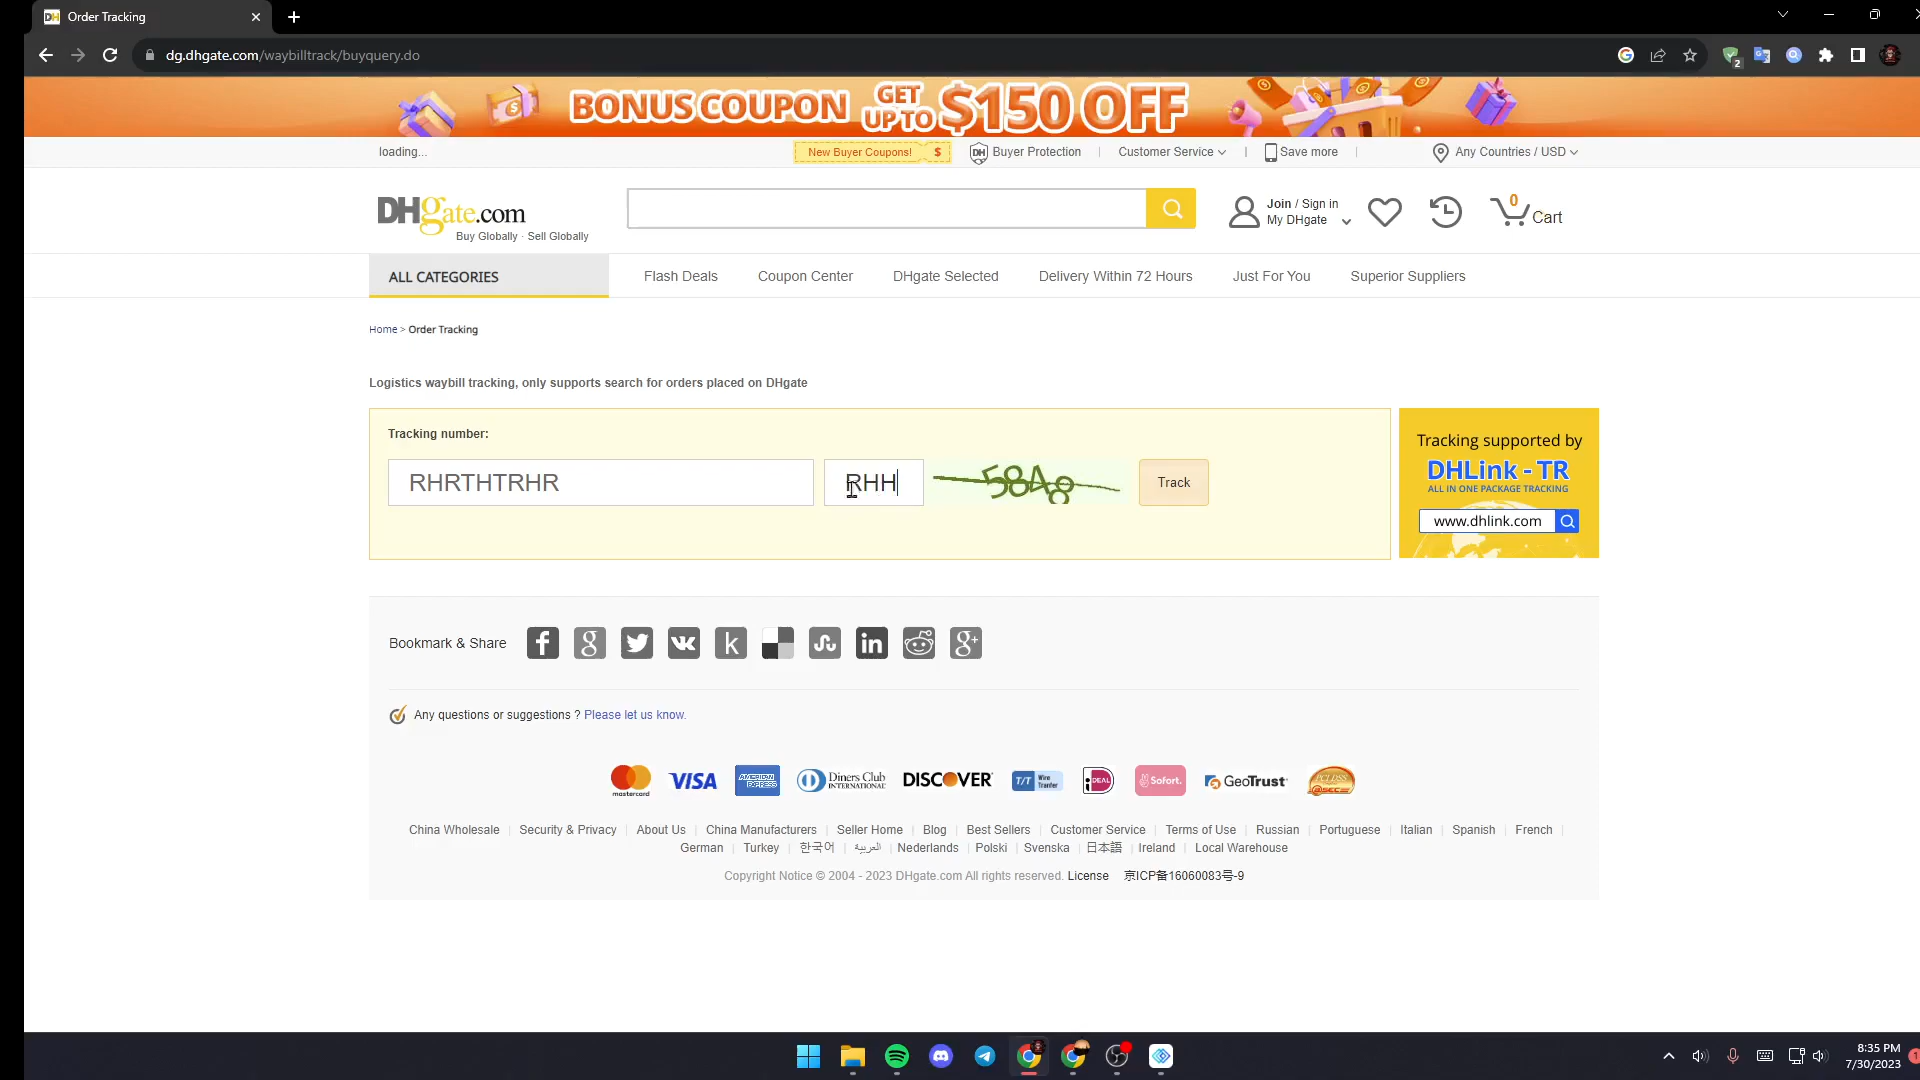 Order Tracking
dg.dhgate.com/waybilltrack/buyquery.do
2
BONUS COUPON GET UP TO $150 OFF
loading...
New Buyer Coupons! $
Buyer Protection
Customer Service
Save more
Any Countries / USD
DHgate.com
Buy Globally · Sell Globally
Join / Sign in
My DHgate
0
Cart
ALL CATEGORIES
Flash Deals
Coupon Center
DHgate Selected
Delivery Within 72 Hours
Just For You
Superior Suppliers
Home > Order Tracking
Logistics waybill tracking, only supports search for orders placed on DHgate
Tracking number:
RHRTHTRHR
RHH
5848
Track
Tracking supported by
DHLink - TR
ALL IN ONE PACKAGE TRACKING
www.dhlink.com
Bookmark & Share
Any questions or suggestions ? Please let us know.
mastercard
VISA
AMERICAN EXPRESS
Diners Club INTERNATIONAL
DISCOVER
T/T Wire Tranfer
iDEAL
Sofort.
GeoTrust
China Wholesale | Security & Privacy | About Us | China Manufacturers | Seller Home | Blog | Best Sellers | Customer Service | Terms of Use | Russian | Portuguese | Italian | Spanish | French |
German | Turkey | 한국어 | العربية | Nederlands | Polski | Svenska | 日本語 | Ireland | Local Warehouse
Copyright Notice © 2004 - 2023 DHgate.com All rights reserved. License 京ICP备16060083号-9
8:35 PM
7/30/2023